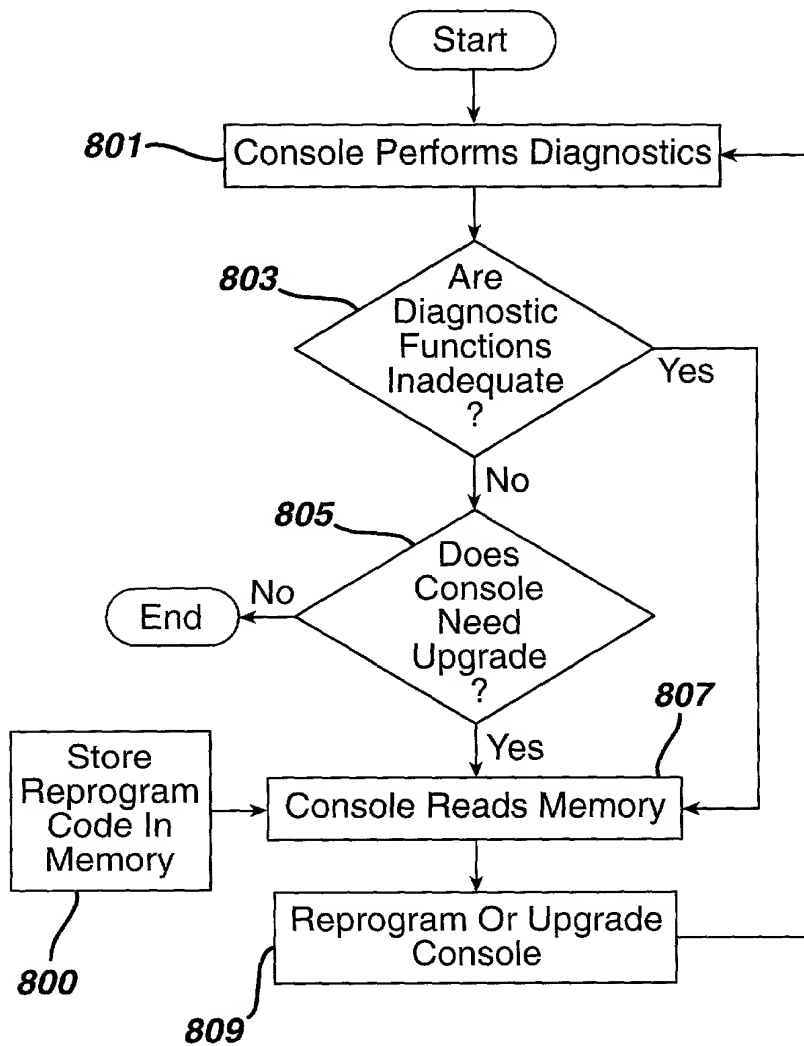 Start
801
Console Performs Diagnostics
803
Are
Diagnostic
Functions
Inadequate
?
Yes
No
805
Does
Console
Need
Upgrade
?
No
End
807
Yes
Store
Reprogram
Code In
Memory
Console Reads Memory
800
Reprogram Or Upgrade
Console
809